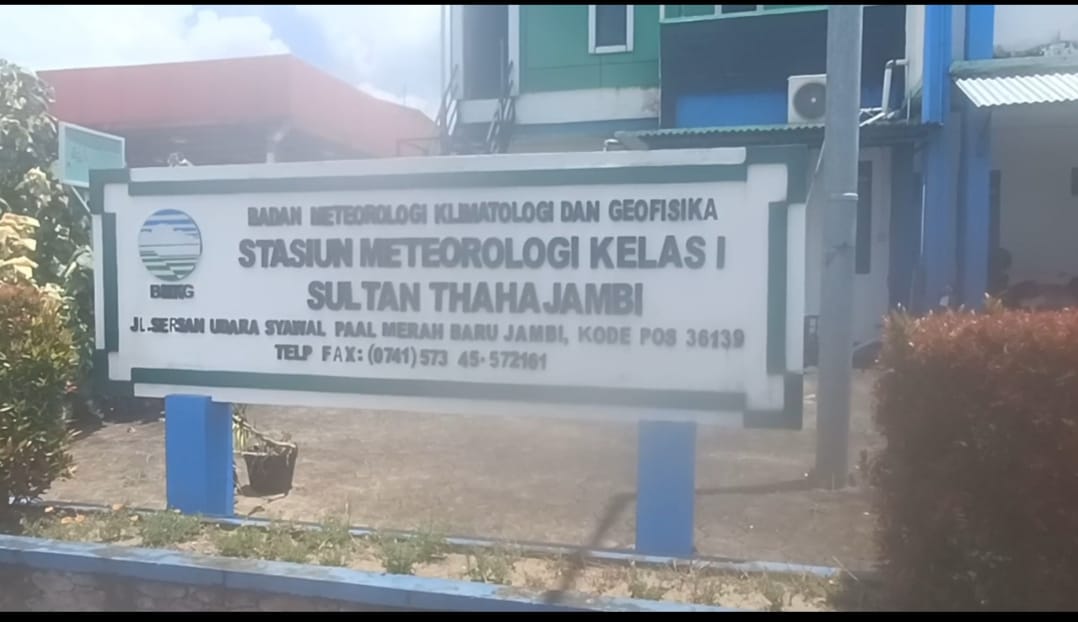 BADAN METEOROLOGI KLIMATOLOGI DAN GEOFISIKA
STASIUN METEOROLOGI KELAS I
SULTAN THAHA JAMBI
BMKG
JL.SERSAN UDARA SYAWAL PAAL MERAH BARU JAMBI, KODE POS 36139
TELP FAX: (0741) 573 45-572161